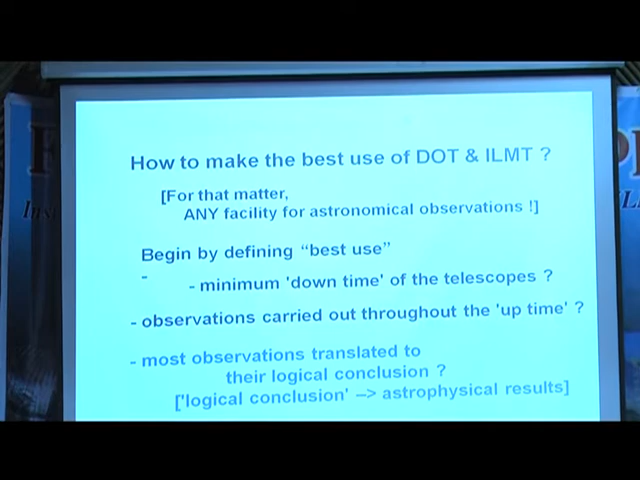 How to make the best use of DOT & ILMT ?
[For that matter,
ANY facility for astronomical observations !]
Begin by defining “best use”
-
- minimum 'down time' of the telescopes ?
- observations carried out throughout the 'up time' ?
- most observations translated to
their logical conclusion ?
['logical conclusion' --> astrophysical results]